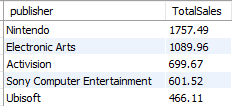 publisher TotalSales
Nintendo 1757.49
Electronic Arts 1089.96
Activision 699.67
Sony Computer Entertainment 601.52
Ubisoft 466.11